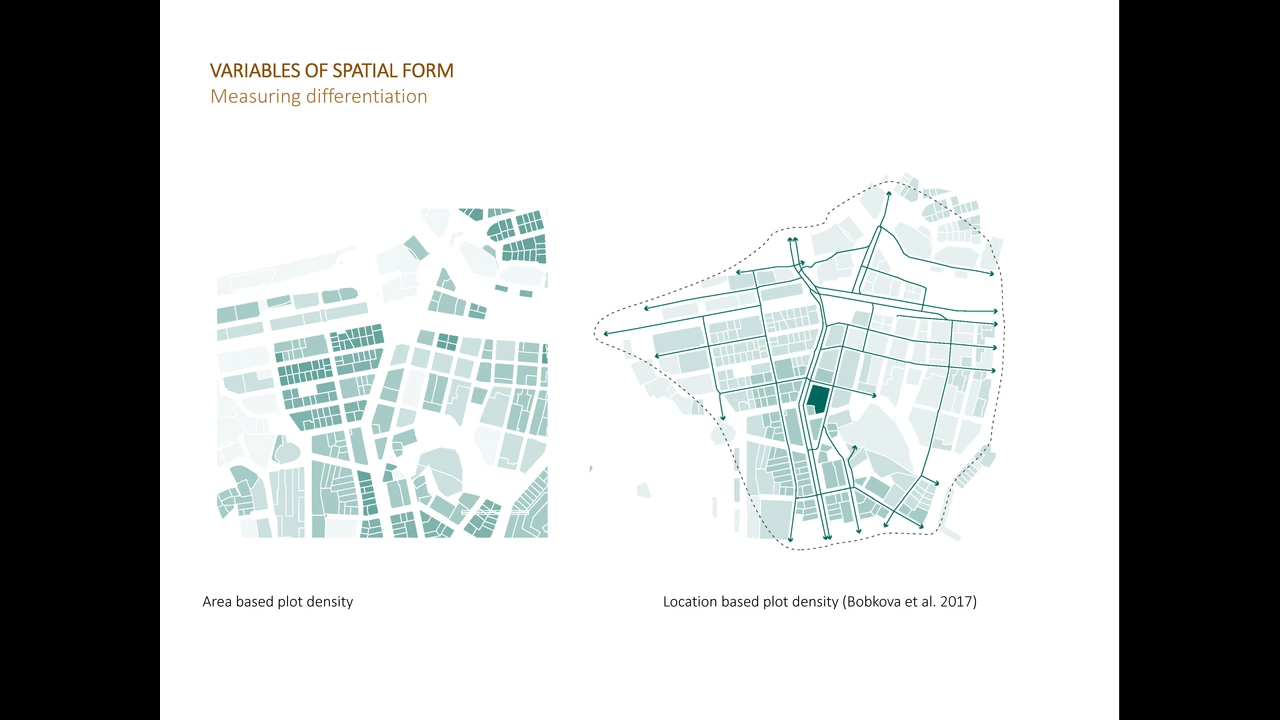 VARIABLES OF SPATIAL FORM
Measuring differentiation
Area based plot density
Location based plot density (Bobkova et al. 2017)